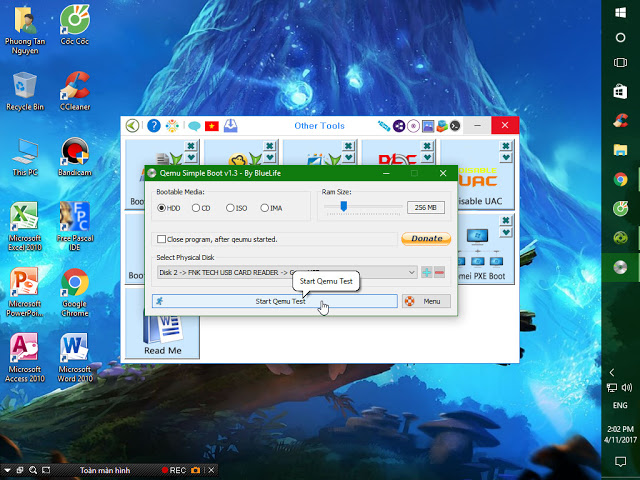 Phuong Tan
Nguyen
Cốc Cốc
Recycle Bin
CCleaner
This PC
Bandicam
Microsoft
Excel 2010
Free Pascal
IDE
Microsoft
PowerPoi...
Google
Chrome
Microsoft
Access 2010
Microsoft
Word 2010
Other Tools
Qemu Simple Boot v1.3 - By BlueLife
Bootable Media:
HDD
CD
ISO
IMA
Ram Size:
256 MB
Close program, after qeumu started.
Donate
Select Physical Disk
Disk 2 -> FNK TECH USB CARD READER ->
Start Qemu Test
Start Qemu Test
Menu
UAC
isable UAC
omei PXE Boot
Boo
Boo
Read Me
Toàn màn hình
REC
ENG
2:02 PM
4/11/2017